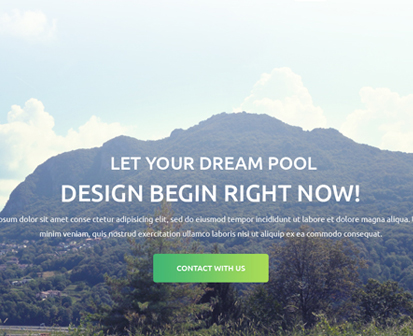 LET YOUR DREAM POOL
DESIGN BEGIN RIGHT NOW!
dolor sit amet conse ctetur adipisicing elit, sed do eiusmod tempor incididunt ut labore et dolore magna aliqua.
minim veniam, quis nostrud exercitation ullamco laboris nisi ut aliquip ex ea commodo consequat.
CONTACT WITH US